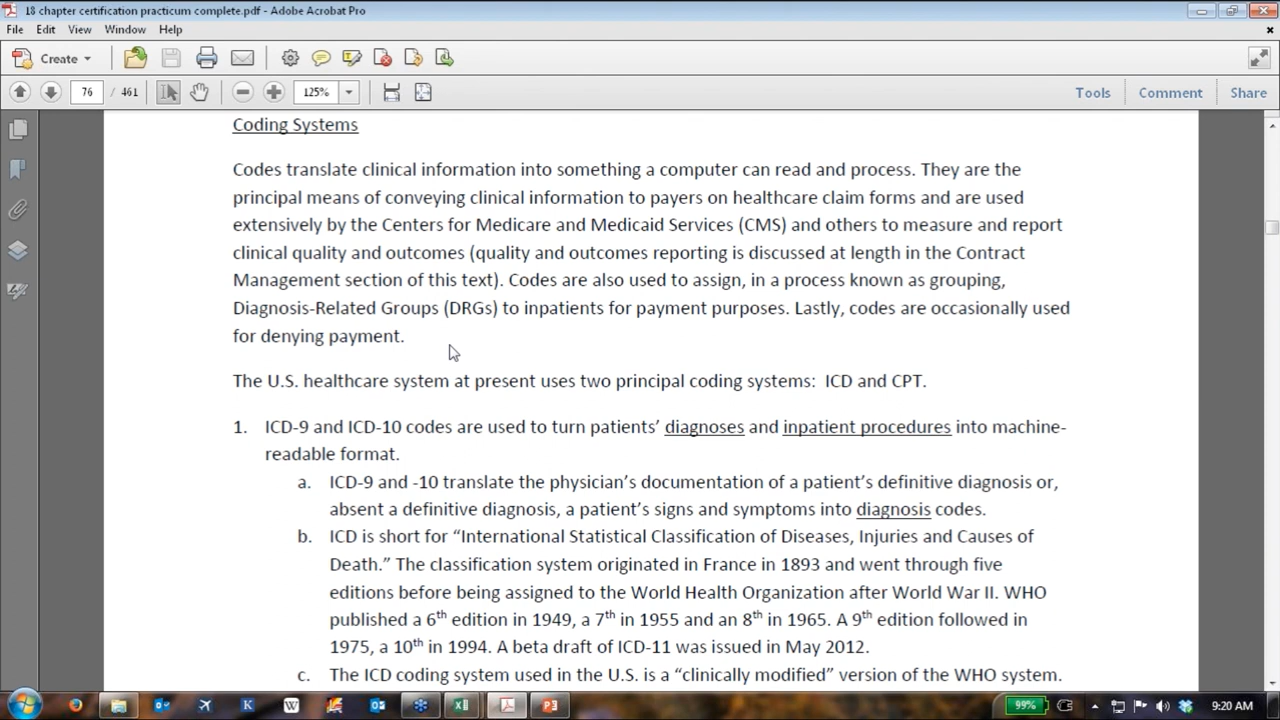 18 chapter certification practicum complete.pdf - Adobe Acrobat Pro
File Edit View Window Help
Create
76 / 461 125% Tools Comment Share
Coding Systems
Codes translate clinical information into something a computer can read and process. They are the
principal means of conveying clinical information to payers on healthcare claim forms and are used
extensively by the Centers for Medicare and Medicaid Services (CMS) and others to measure and report
clinical quality and outcomes (quality and outcomes reporting is discussed at length in the Contract
Management section of this text). Codes are also used to assign, in a process known as grouping,
Diagnosis-Related Groups (DRGs) to inpatients for payment purposes. Lastly, codes are occasionally used
for denying payment.
The U.S. healthcare system at present uses two principal coding systems: ICD and CPT.
1. ICD-9 and ICD-10 codes are used to turn patients’ diagnoses and inpatient procedures into machine-
readable format.
a. ICD-9 and -10 translate the physician’s documentation of a patient’s definitive diagnosis or,
absent a definitive diagnosis, a patient’s signs and symptoms into diagnosis codes.
b. ICD is short for “International Statistical Classification of Diseases, Injuries and Causes of
Death.” The classification system originated in France in 1893 and went through five
editions before being assigned to the World Health Organization after World War II. WHO
published a 6th edition in 1949, a 7th in 1955 and an 8th in 1965. A 9th edition followed in
1975, a 10th in 1994. A beta draft of ICD-11 was issued in May 2012.
c. The ICD coding system used in the U.S. is a “clinically modified” version of the WHO system.
99% 9:20 AM